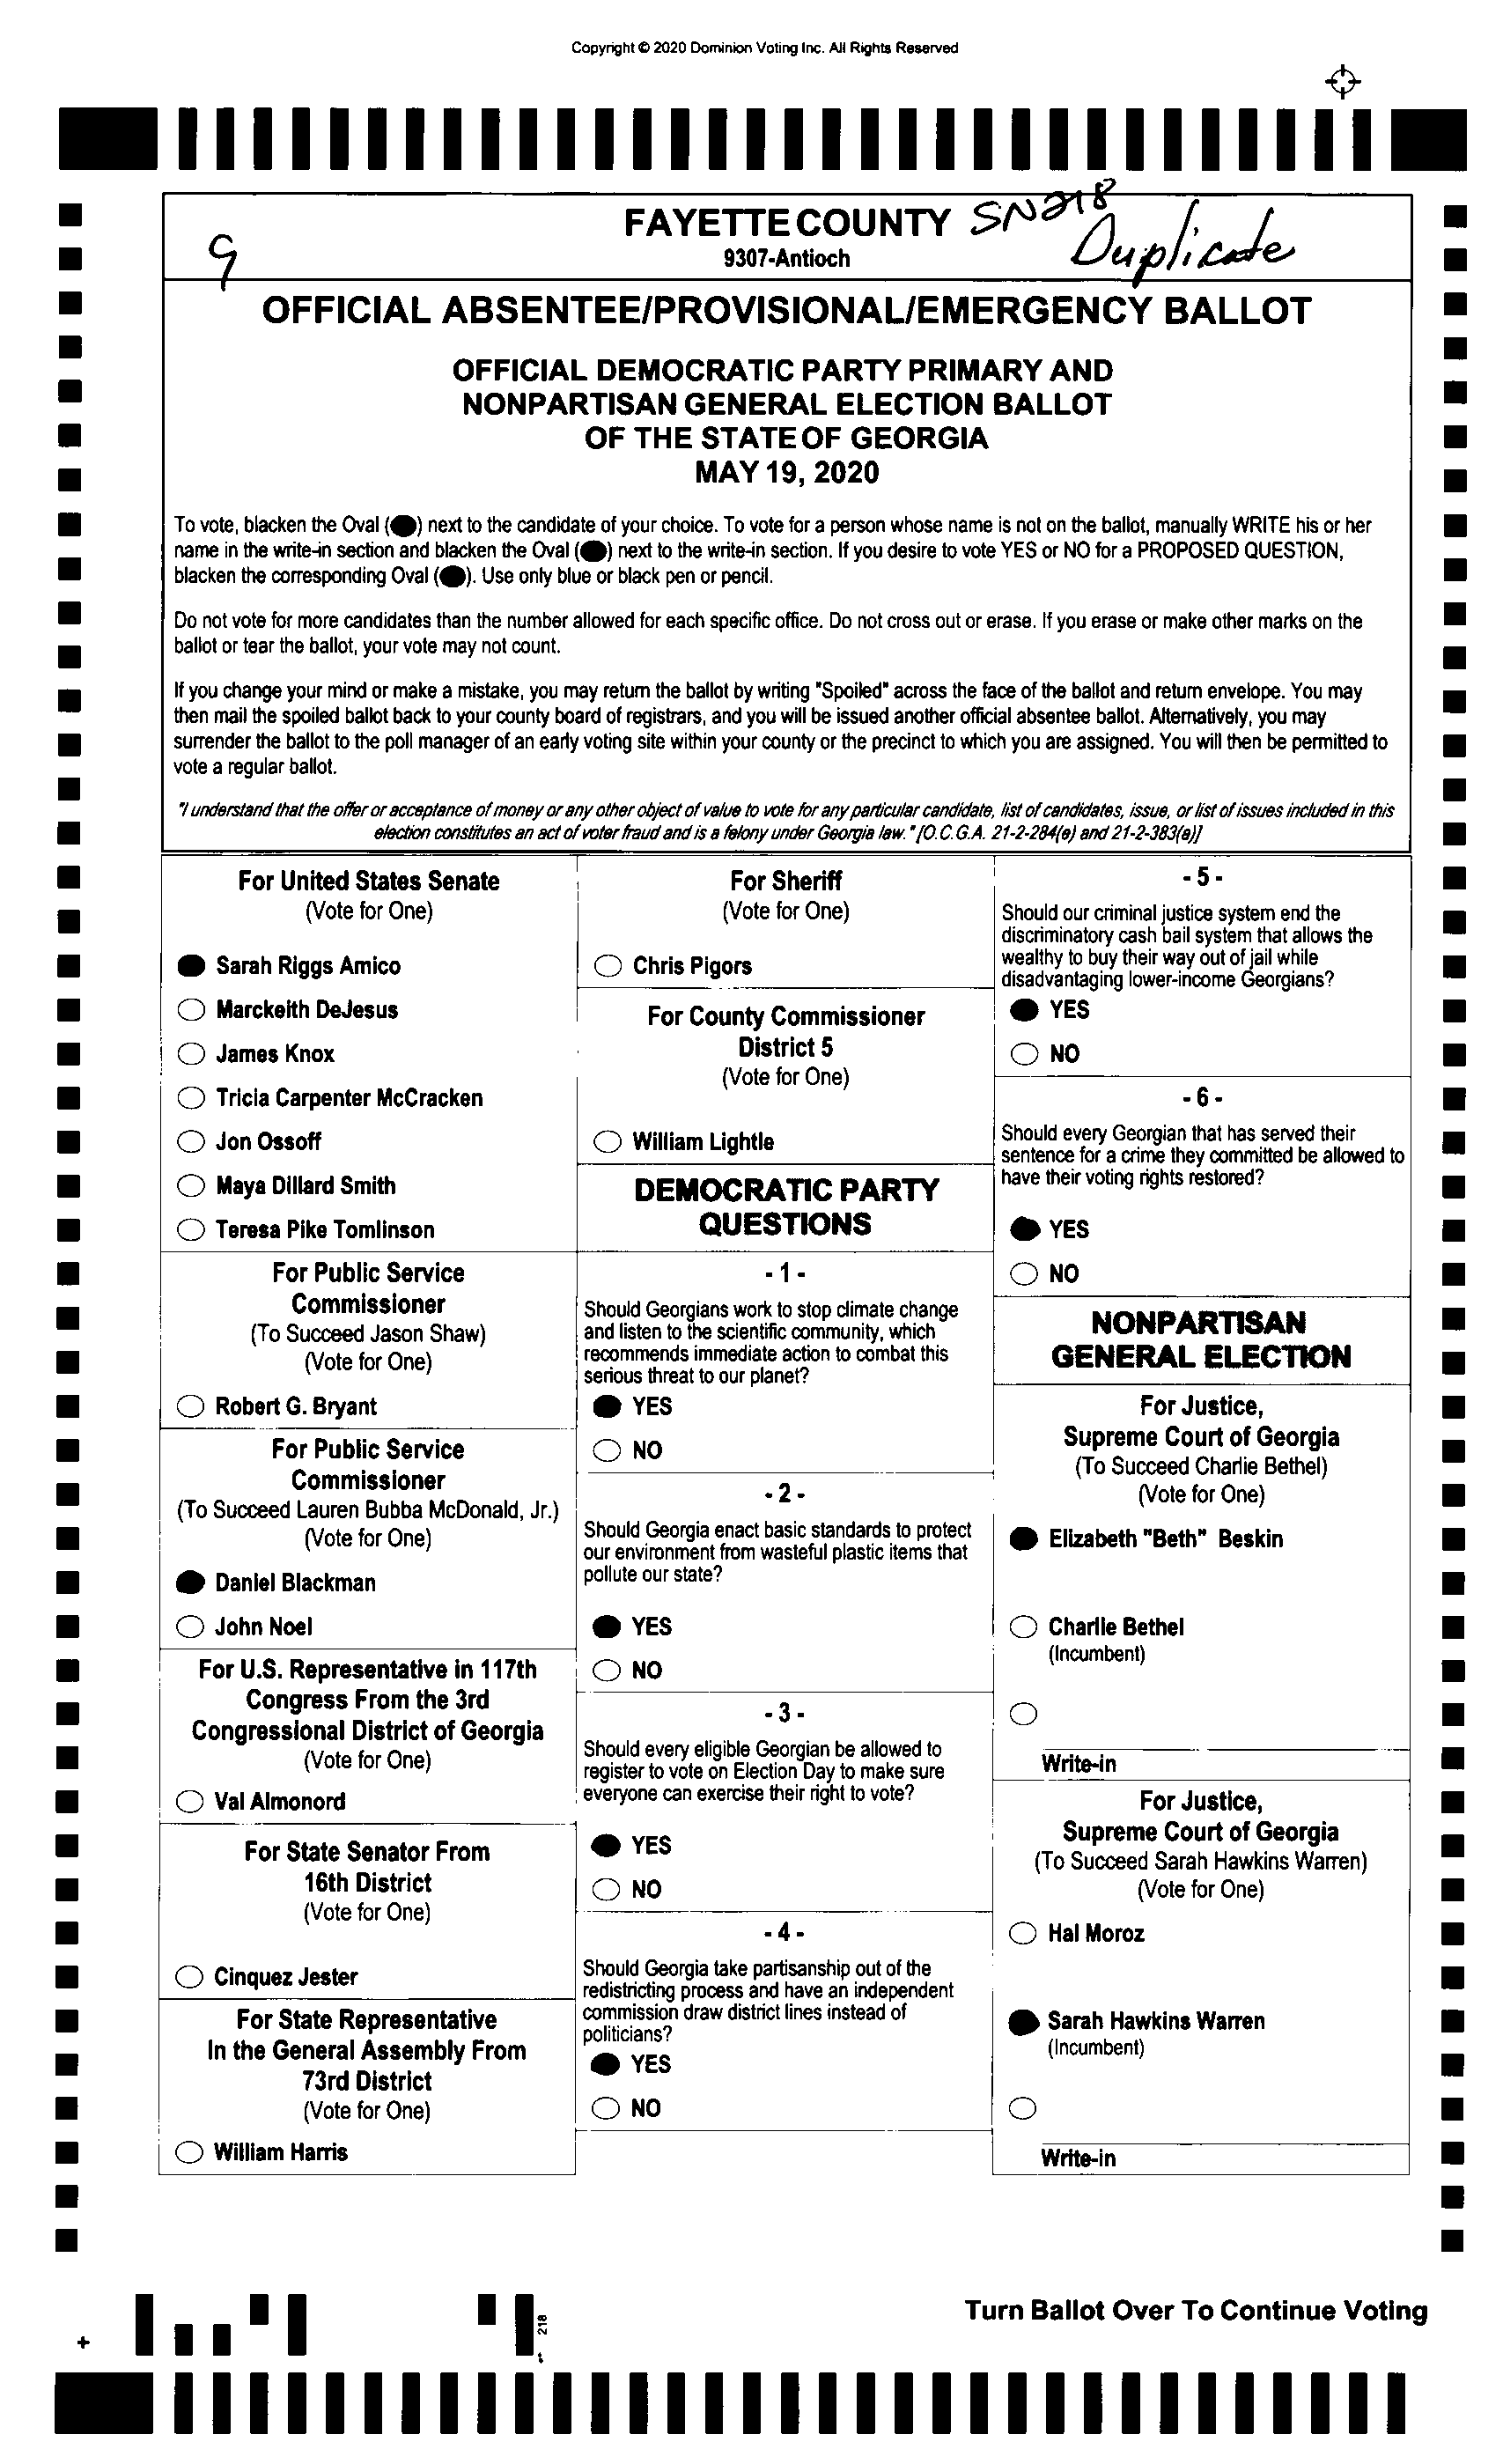 Copyright © 2020 Dominion Voting Inc. All Rights Reserved
FAYETTE COUNTY SN218
9307-Antioch Duplicate
9
OFFICIAL ABSENTEE/PROVISIONAL/EMERGENCY BALLOT
OFFICIAL DEMOCRATIC PARTY PRIMARY AND
NONPARTISAN GENERAL ELECTION BALLOT
OF THE STATE OF GEORGIA
MAY 19, 2020
To vote, blacken the Oval (⬬) next to the candidate of your choice. To vote for a person whose name is not on the ballot, manually WRITE his or her
name in the write-in section and blacken the Oval (⬬) next to the write-in section. If you desire to vote YES or NO for a PROPOSED QUESTION,
blacken the corresponding Oval (⬬). Use only blue or black pen or pencil.
Do not vote for more candidates than the number allowed for each specific office. Do not cross out or erase. If you erase or make other marks on the
ballot or tear the ballot, your vote may not count.
If you change your mind or make a mistake, you may return the ballot by writing "Spoiled" across the face of the ballot and return envelope. You may
then mail the spoiled ballot back to your county board of registrars, and you will be issued another official absentee ballot. Alternatively, you may
surrender the ballot to the poll manager of an early voting site within your county or the precinct to which you are assigned. You will then be permitted to
vote a regular ballot.
"I understand that the offer or acceptance of money or any other object of value to vote for any particular candidate, list of candidates, issue, or list of issues included in this
election constitutes an act of voter fraud and is a felony under Georgia law." [O.C.G.A. 21-2-284(e) and 21-2-383(a)]
For United States Senate
(Vote for One)
Sarah Riggs Amico
Marckeith DeJesus
James Knox
Tricia Carpenter McCracken
Jon Ossoff
Maya Dillard Smith
Teresa Pike Tomlinson
For Public Service
Commissioner
(To Succeed Jason Shaw)
(Vote for One)
Robert G. Bryant
For Public Service
Commissioner
(To Succeed Lauren Bubba McDonald, Jr.)
(Vote for One)
Daniel Blackman
John Noel
For U.S. Representative in 117th
Congress From the 3rd
Congressional District of Georgia
(Vote for One)
Val Almonord
For State Senator From
16th District
(Vote for One)
Cinquez Jester
For State Representative
In the General Assembly From
73rd District
(Vote for One)
William Harris
For Sheriff
(Vote for One)
Chris Pigors
For County Commissioner
District 5
(Vote for One)
William Lightle
DEMOCRATIC PARTY
QUESTIONS
- 1 -
Should Georgians work to stop climate change
and listen to the scientific community, which
recommends immediate action to combat this
serious threat to our planet?
YES
NO
- 2 -
Should Georgia enact basic standards to protect
our environment from wasteful plastic items that
pollute our state?
YES
NO
- 3 -
Should every eligible Georgian be allowed to
register to vote on Election Day to make sure
everyone can exercise their right to vote?
YES
NO
- 4 -
Should Georgia take partisanship out of the
redistricting process and have an independent
commission draw district lines instead of
politicians?
YES
NO
- 5 -
Should our criminal justice system end the
discriminatory cash bail system that allows the
wealthy to buy their way out of jail while
disadvantaging lower-income Georgians?
YES
NO
- 6 -
Should every Georgian that has served their
sentence for a crime they committed be allowed to
have their voting rights restored?
YES
NO
NONPARTISAN
GENERAL ELECTION
For Justice,
Supreme Court of Georgia
(To Succeed Charlie Bethel)
(Vote for One)
Elizabeth "Beth" Beskin
Charlie Bethel
(Incumbent)
Write-in
For Justice,
Supreme Court of Georgia
(To Succeed Sarah Hawkins Warren)
(Vote for One)
Hal Moroz
Sarah Hawkins Warren
(Incumbent)
Write-in
Turn Ballot Over To Continue Voting
218